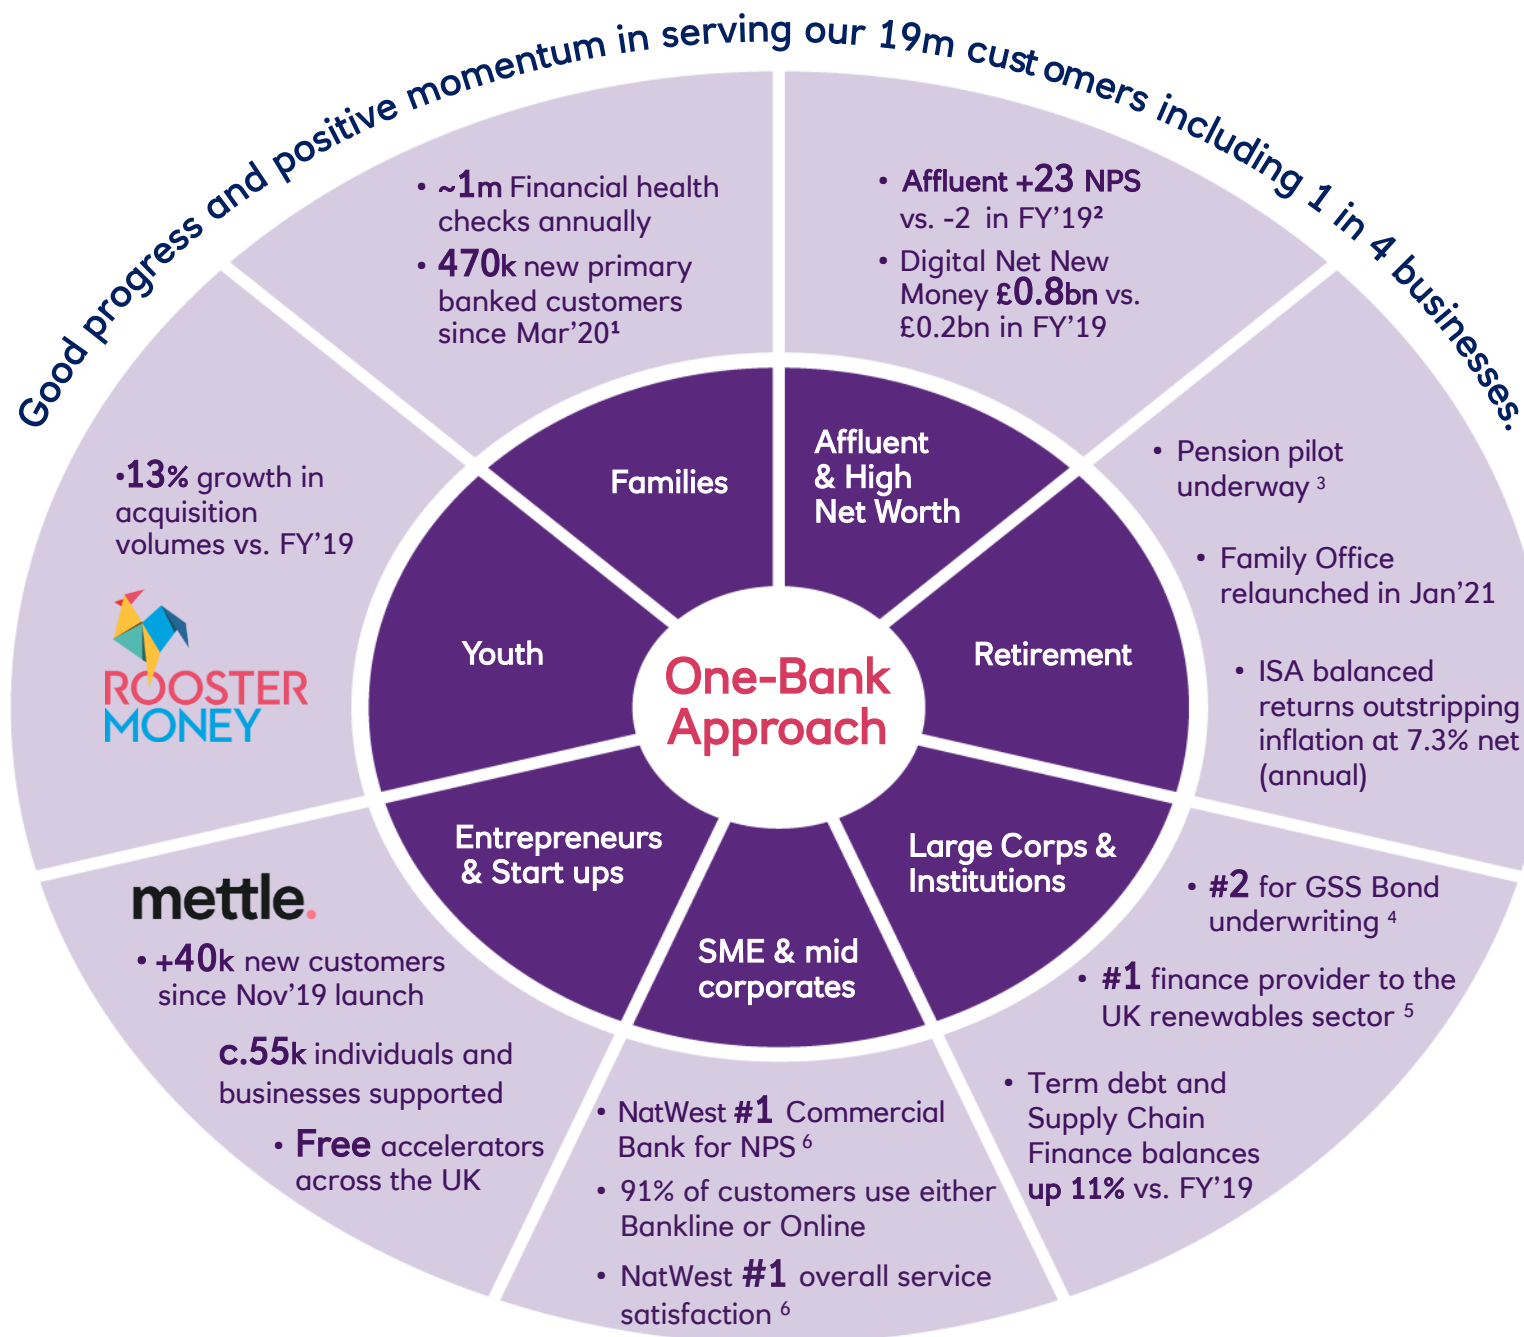 Good progress and positive momentum in serving our 19m customers including 1 in 4 businesses.
• ~1m Financial health
checks annually
• 470k new primary
banked customers
since Mar'20¹
• Affluent +23 NPS
vs. -2 in FY'19²
• Digital Net New
Money £0.8bn vs.
£0.2bn in FY'19
• Pension pilot
underway ³
• Family Office
relaunched in Jan'21
• ISA balanced
returns outstripping
inflation at 7.3% net
(annual)
•13% growth in
acquisition
volumes vs. FY'19
ROOSTER
MONEY
Families
Affluent
& High
Net Worth
Youth
Retirement
One-Bank
Approach
Entrepreneurs
& Start ups
SME & mid
corporates
Large Corps &
Institutions
mettle.
• +40k new customers
since Nov'19 launch
c.55k individuals and
businesses supported
• Free accelerators
across the UK
• NatWest #1 Commercial
Bank for NPS ⁶
• 91% of customers use either
Bankline or Online
• NatWest #1 overall service
satisfaction ⁶
• #2 for GSS Bond
underwriting ⁴
• #1 finance provider to the
UK renewables sector ⁵
• Term debt and
Supply Chain
Finance balances
up 11% vs. FY'19